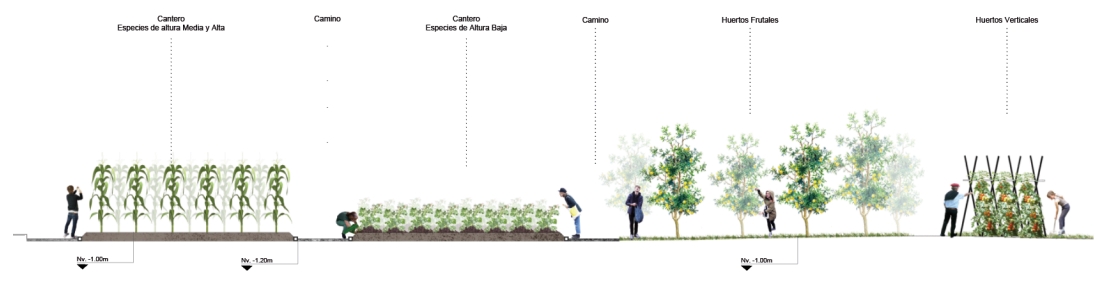 Cantero
Especies de altura Media y Alta
Camino
Cantero
Especies de Altura Baja
Camino
Huertos Frutales
Huertos Verticales
Nv. -1.00m
Nv. -1.20m
Nv. -1.00m